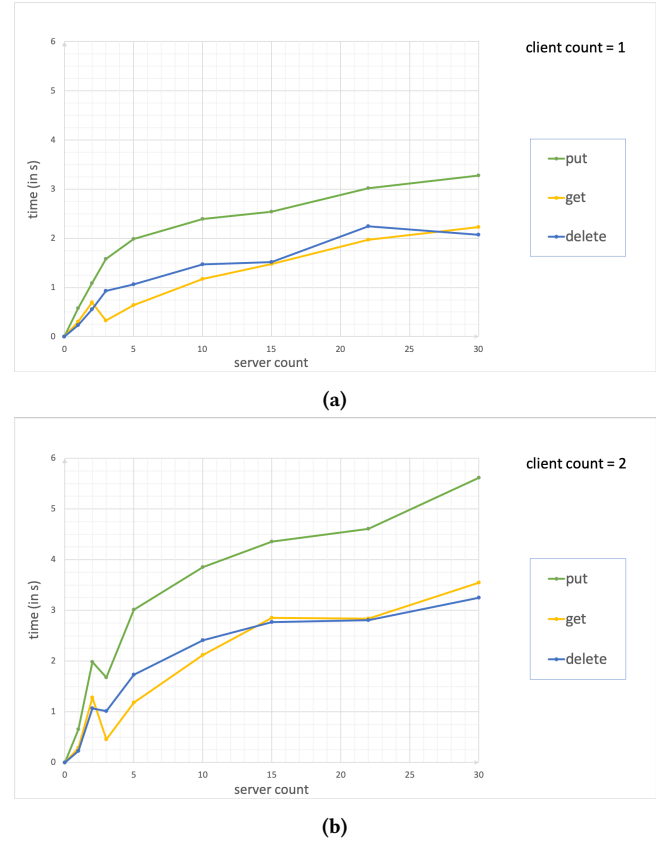 client count = 1
6
5
4
3
2
1
0
time (in s)
put
get
delete
0 1 5 10 15 20 25 30
server count
(a)
client count = 2
6
5
4
3
2
1
0
time (in s)
put
get
delete
0 5 10 15 20 25 30
server count
(b)